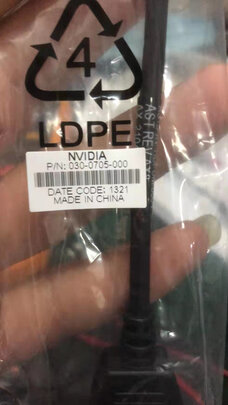 4
LDPE
NVIDIA
P/N: 030-0705-000
DATE CODE: 1321
MADE IN CHINA